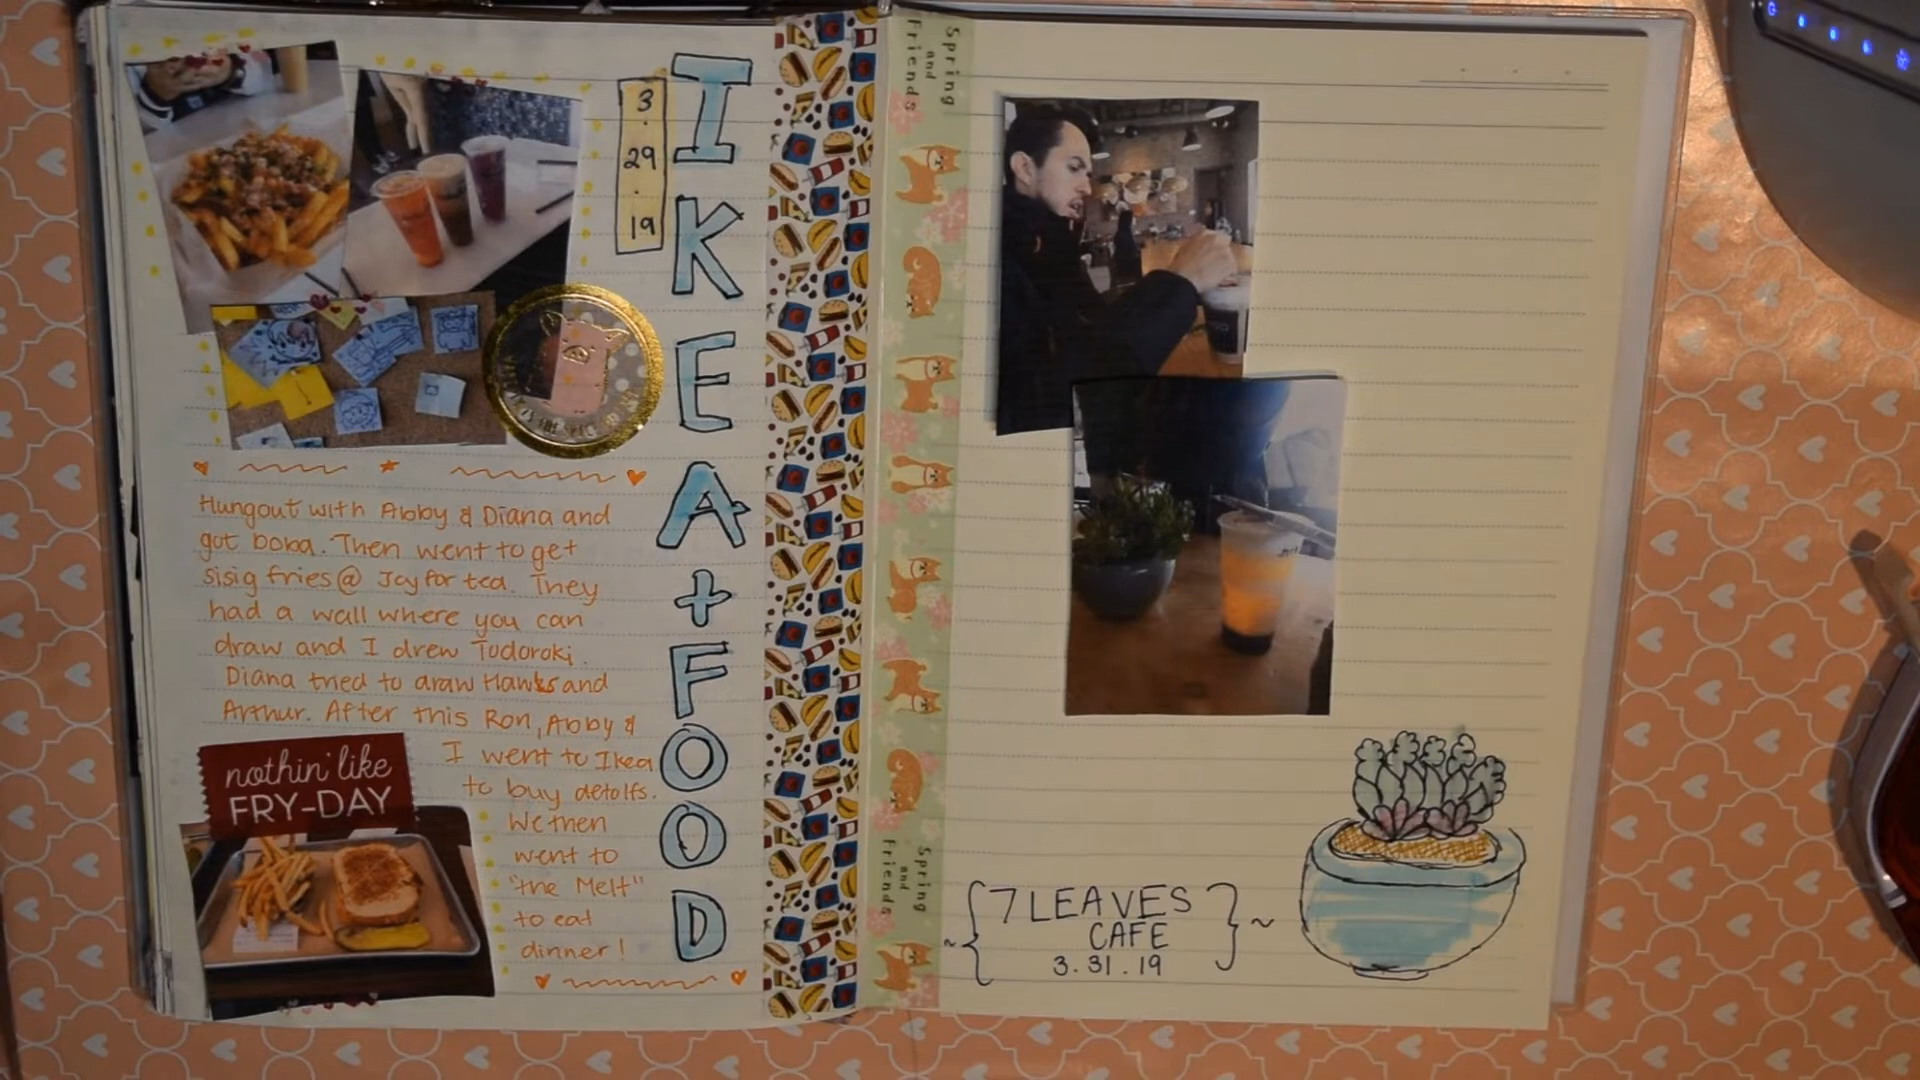 3.
29
.
19
IKEA + FOOD
Hungout with Abby & Diana and
got boba. Then went to get
sisig fries @ Joy for tea. They
had a wall where you can
draw and I drew Todoroki.
Diana tried to draw Hawks and
Arthur. After this Ron, Abby &
I went to Ikea
to buy detolfs.
We then
went to
"The Melt"
to eat
dinner!
nothin' like
FRY-DAY
Spring
and
Friends
Spring
and
Friends
~{7 LEAVES
CAFE
3.31.19}~